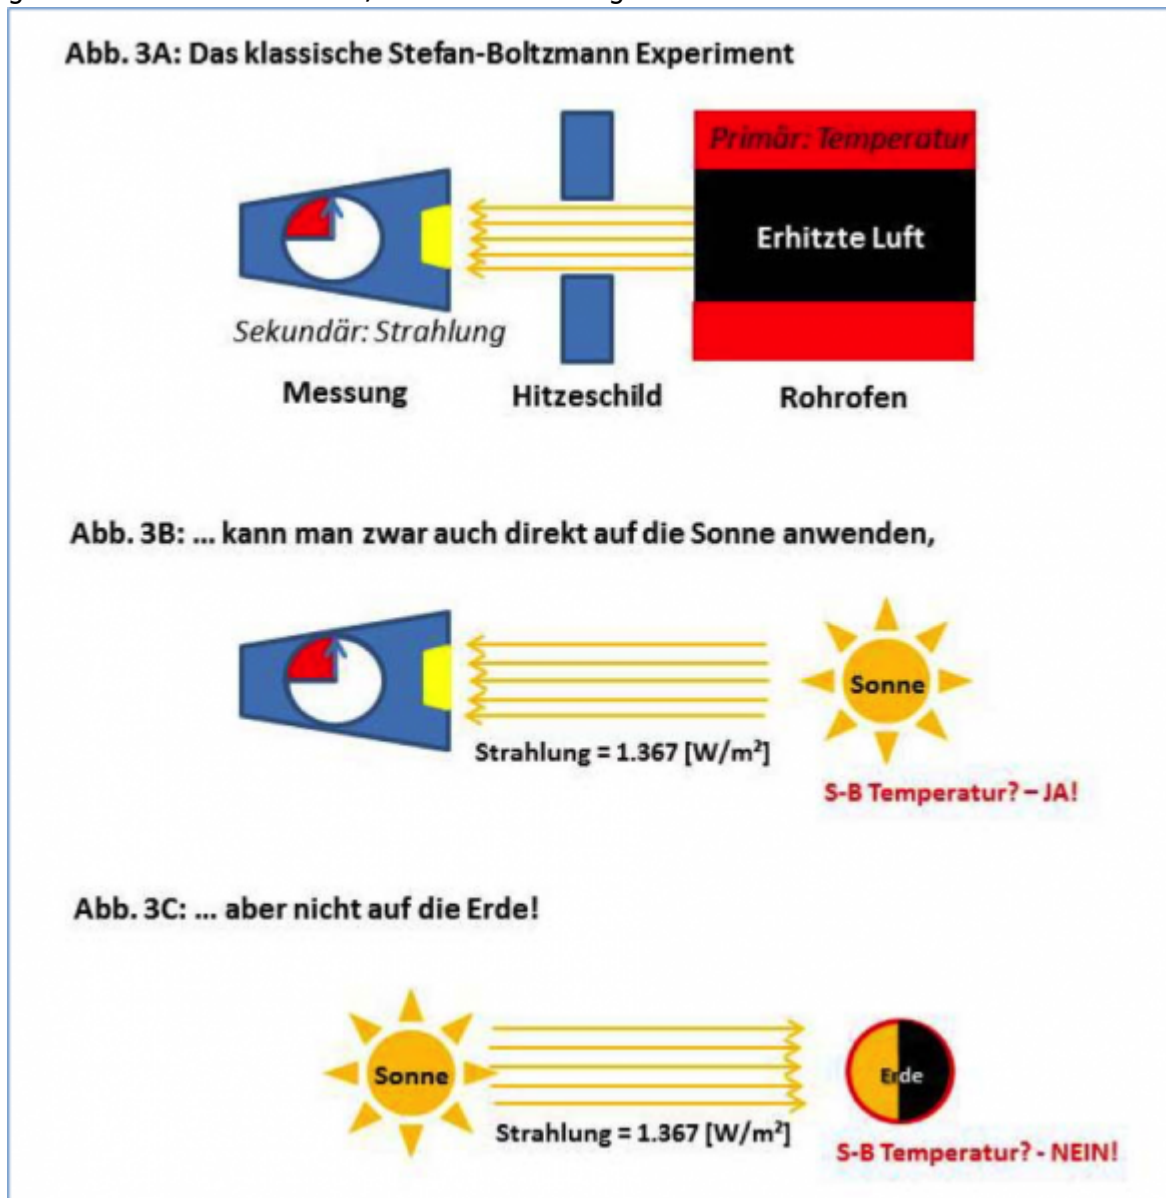 Abb. 3A: Das klassische Stefan-Boltzmann Experiment
Primär: Temperatur
Erhitzte Luft
Sekundär: Strahlung
Messung
Hitzeschild
Rohrofen
Abb. 3B: ... kann man zwar auch direkt auf die Sonne anwenden,
Sonne
Strahlung = 1.367 [W/m²]
S-B Temperatur? – JA!
Abb. 3C: ... aber nicht auf die Erde!
Sonne
Erde
Strahlung = 1.367 [W/m²]
S-B Temperatur? - NEIN!